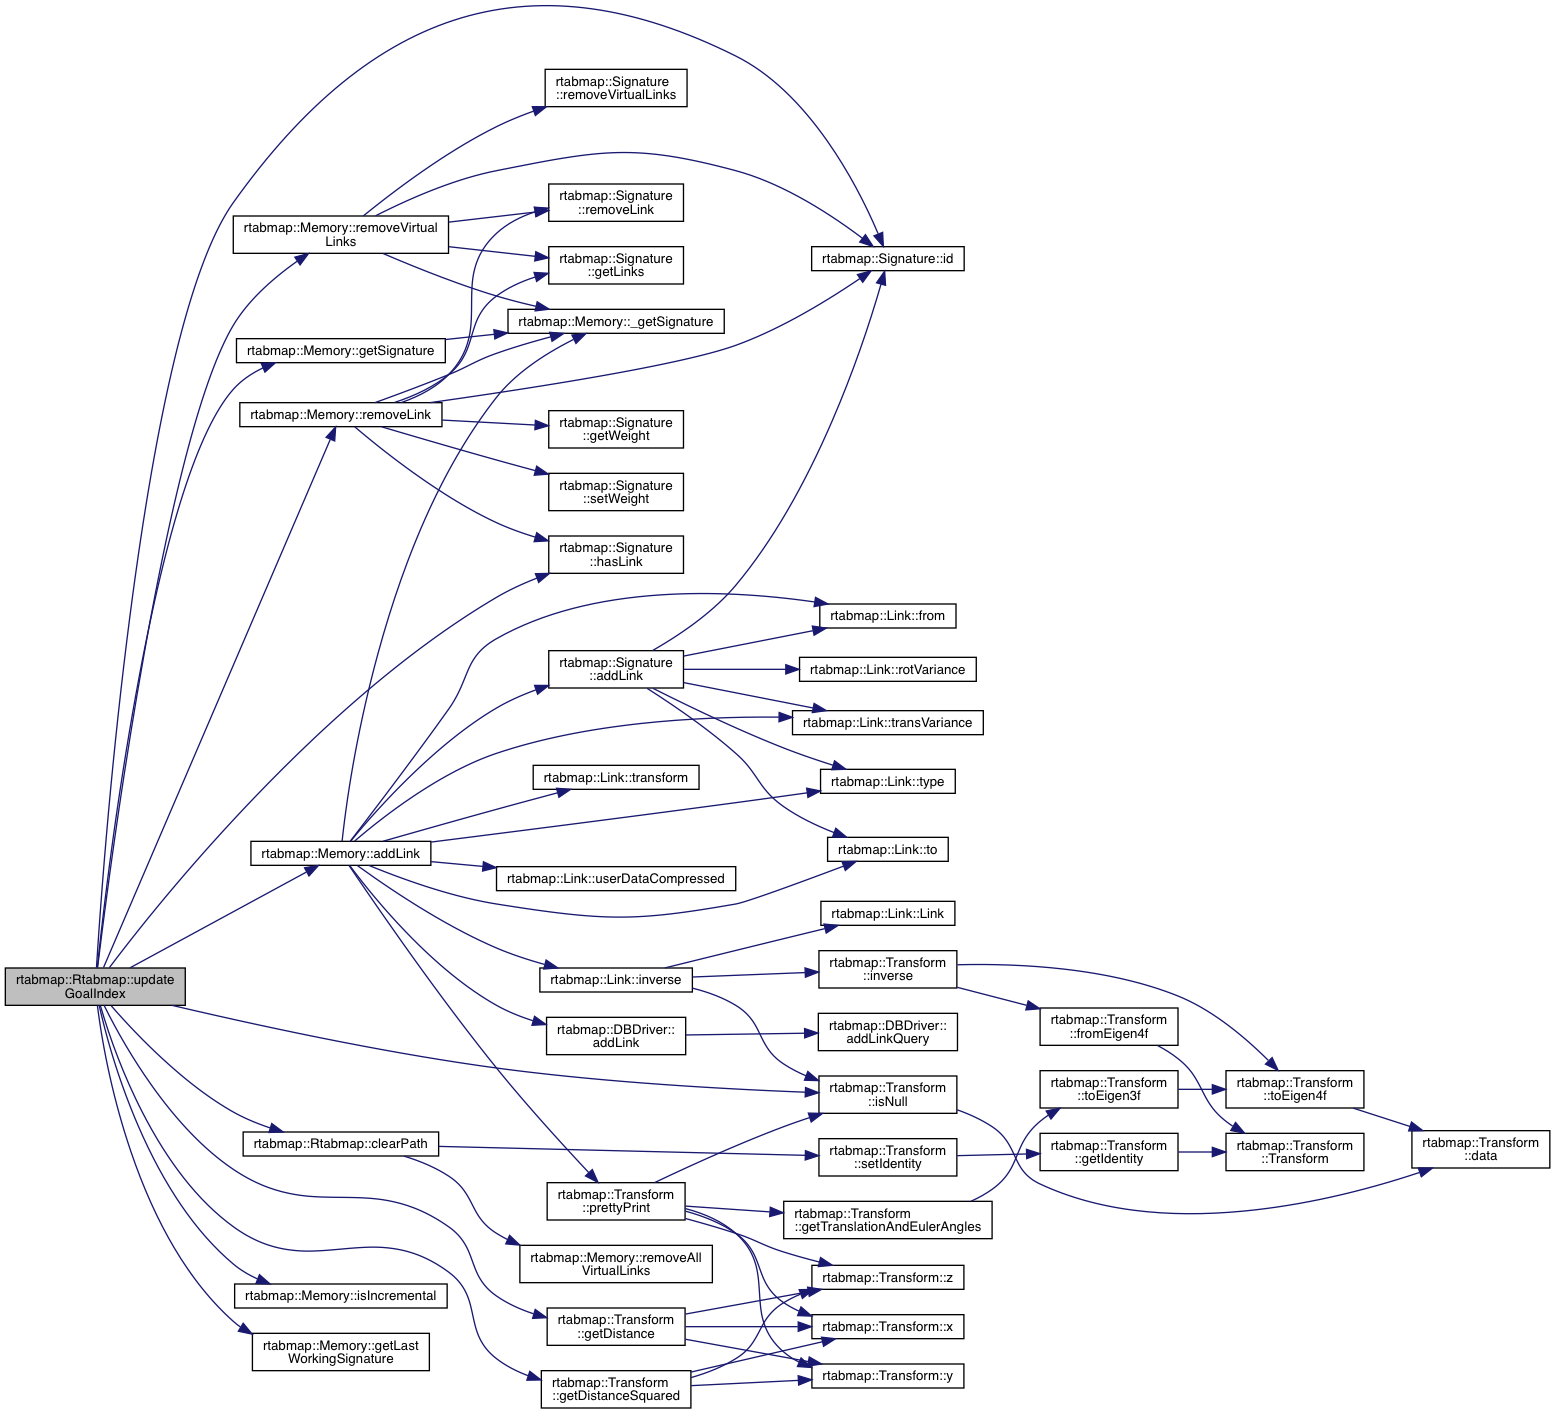 rtabmap::Signature
::removeVirtualLinks
rtabmap::Signature
::removeLink
rtabmap::Memory::removeVirtual
Links
rtabmap::Signature
::getLinks
rtabmap::Signature::id
rtabmap::Memory::_getSignature
rtabmap::Memory::getSignature
rtabmap::Memory::removeLink
rtabmap::Signature
::getWeight
rtabmap::Signature
::setWeight
rtabmap::Signature
::hasLink
rtabmap::Link::from
rtabmap::Signature
::addLink
rtabmap::Link::rotVariance
rtabmap::Link::transVariance
rtabmap::Link::transform
rtabmap::Link::type
rtabmap::Memory::addLink
rtabmap::Link::to
rtabmap::Link::userDataCompressed
rtabmap::Link::Link
rtabmap::Rtabmap::update
GoalIndex
rtabmap::Link::inverse
rtabmap::Transform
::inverse
rtabmap::DBDriver::
addLink
rtabmap::DBDriver::
addLinkQuery
rtabmap::Transform
::fromEigen4f
rtabmap::Transform
::isNull
rtabmap::Transform
::toEigen3f
rtabmap::Transform
::toEigen4f
rtabmap::Rtabmap::clearPath
rtabmap::Transform
::setIdentity
rtabmap::Transform
::getIdentity
rtabmap::Transform
::Transform
rtabmap::Transform
::data
rtabmap::Transform
::prettyPrint
rtabmap::Transform
::getTranslationAndEulerAngles
rtabmap::Memory::removeAll
VirtualLinks
rtabmap::Transform::z
rtabmap::Memory::isIncremental
rtabmap::Transform
::getDistance
rtabmap::Transform::x
rtabmap::Memory::getLast
WorkingSignature
rtabmap::Transform
::getDistanceSquared
rtabmap::Transform::y